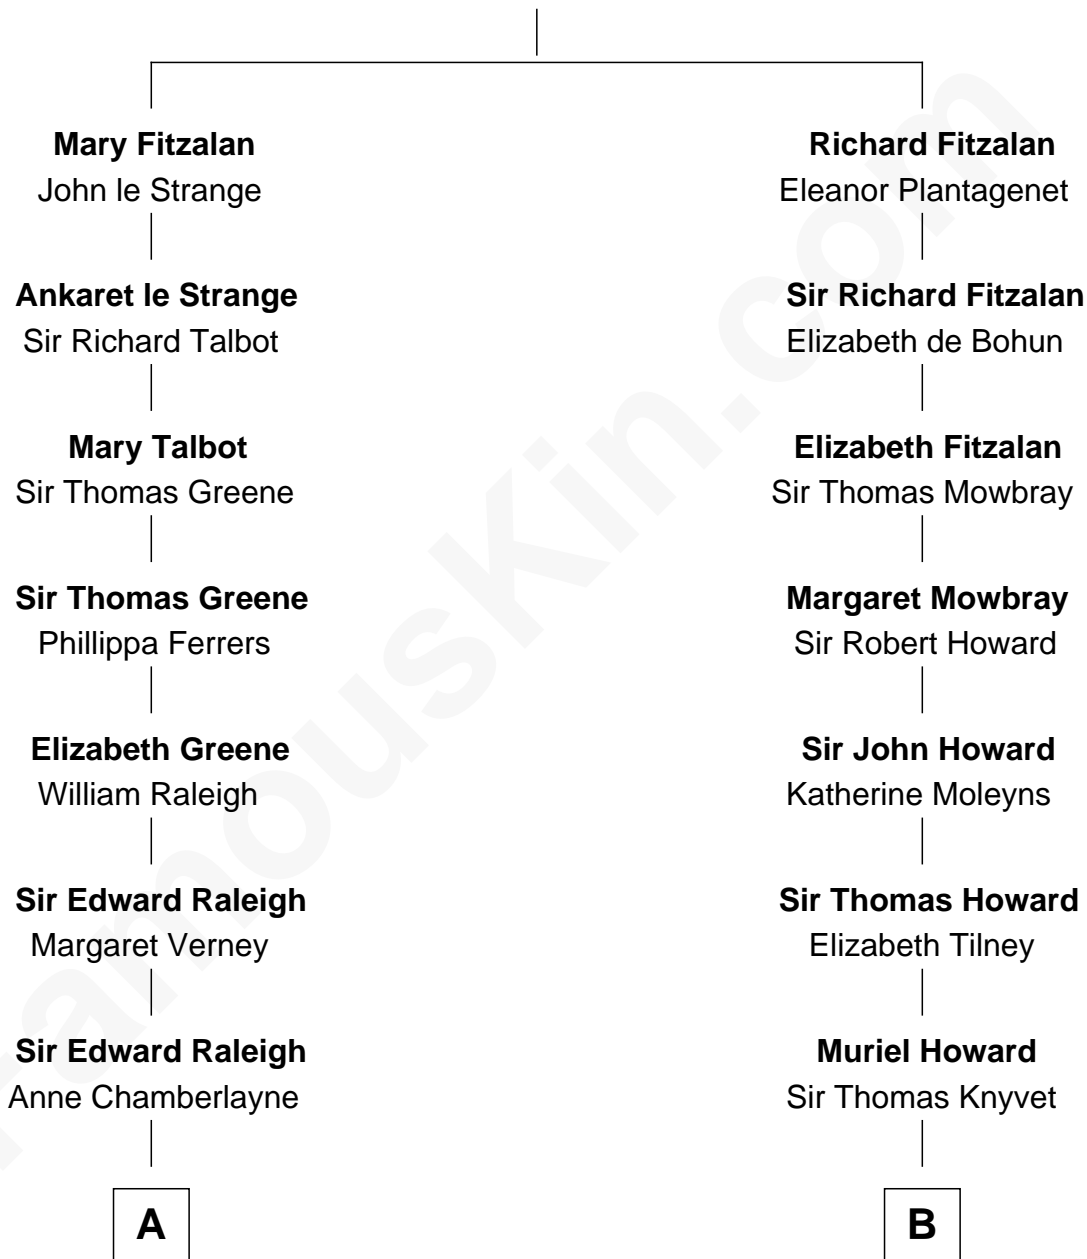 Mary Fitzalan
John le Strange
Ankaret le Strange
Sir Richard Talbot
Mary Talbot
Sir Thomas Greene
Sir Thomas Greene
Phillippa Ferrers
Elizabeth Greene
William Raleigh
Sir Edward Raleigh
Margaret Verney
Sir Edward Raleigh
Anne Chamberlayne
A
Richard Fitzalan
Eleanor Plantagenet
Sir Richard Fitzalan
Elizabeth de Bohun
Elizabeth Fitzalan
Sir Thomas Mowbray
Margaret Mowbray
Sir Robert Howard
Sir John Howard
Katherine Moleyns
Sir Thomas Howard
Elizabeth Tilney
Muriel Howard
Sir Thomas Knyvet
B
FamousKin.com